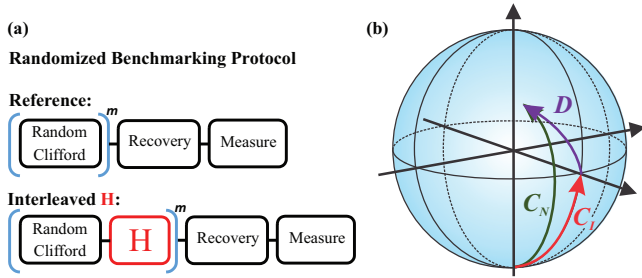 (a)
Randomized Benchmarking Protocol
Reference:
Random
Clifford
m
Recovery
Measure
Interleaved H:
Random
Clifford
H
m
Recovery
Measure
(b)
D
C_N
C_I